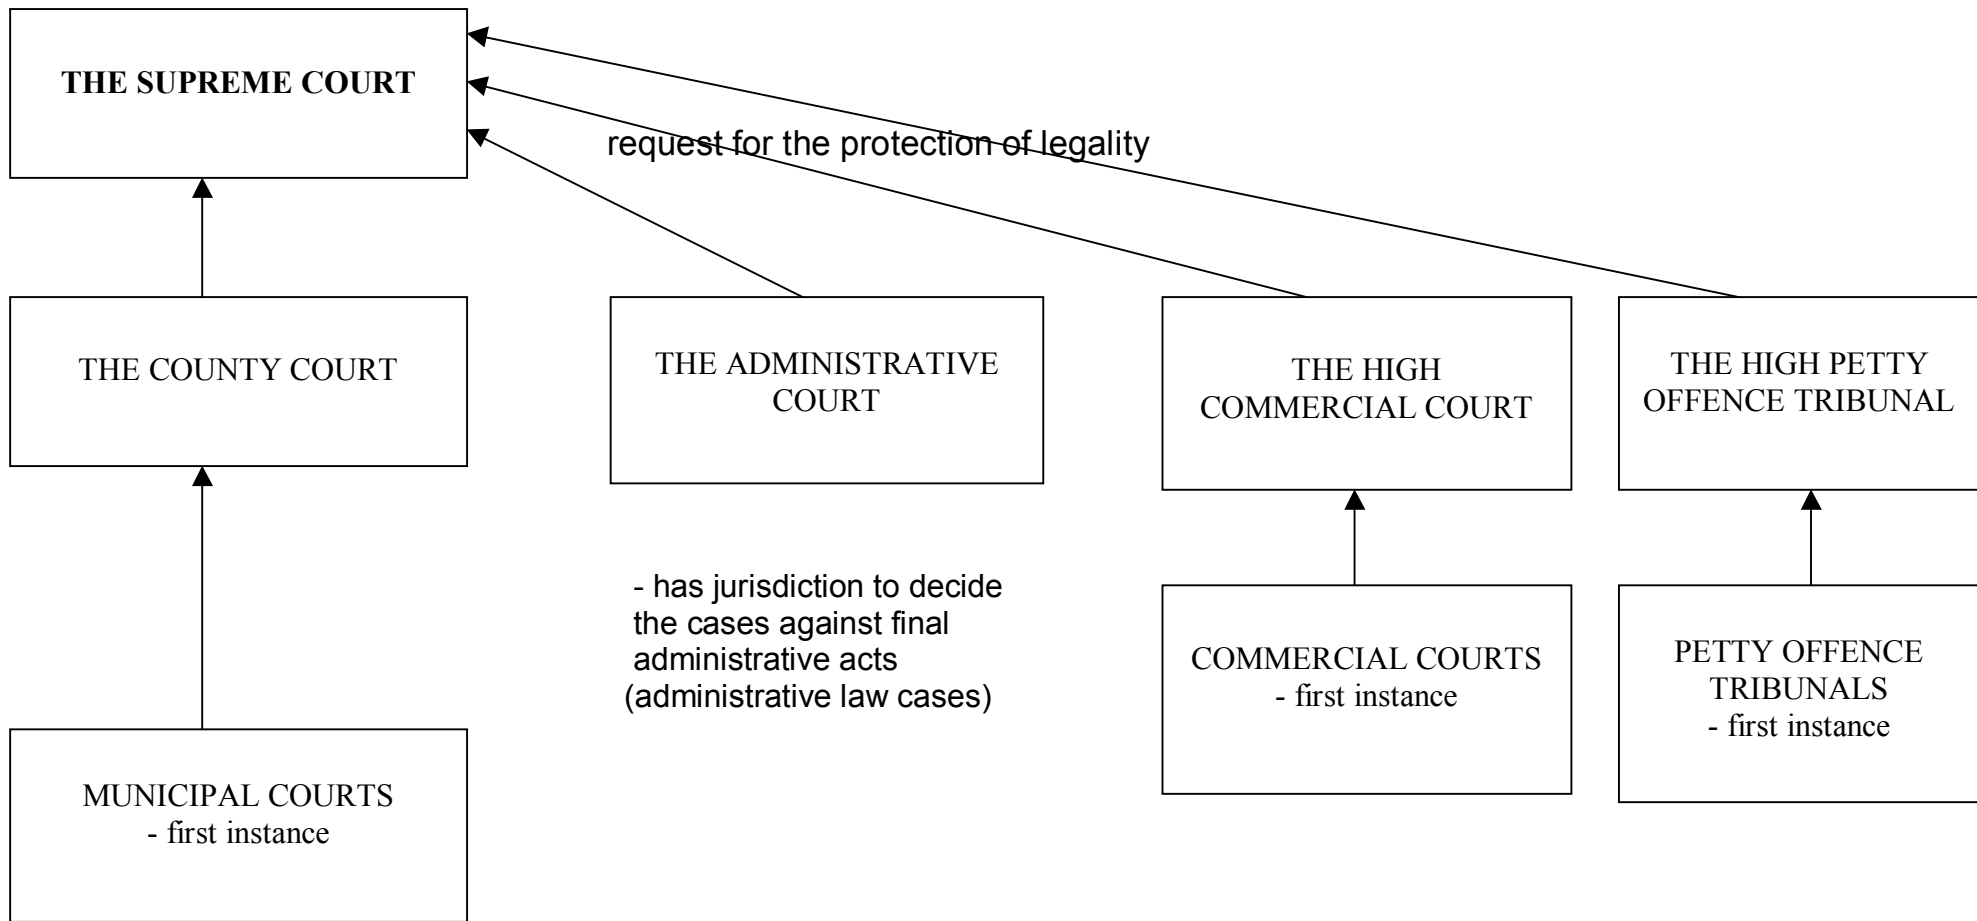 THE SUPREME COURT
request for the protection of legality
THE COUNTY COURT
THE ADMINISTRATIVE
COURT
THE HIGH
COMMERCIAL COURT
THE HIGH PETTY
OFFENCE TRIBUNAL
- has jurisdiction to decide
the cases against final
administrative acts
(administrative law cases)
COMMERCIAL COURTS
- first instance
PETTY OFFENCE
TRIBUNALS
- first instance
MUNICIPAL COURTS
- first instance